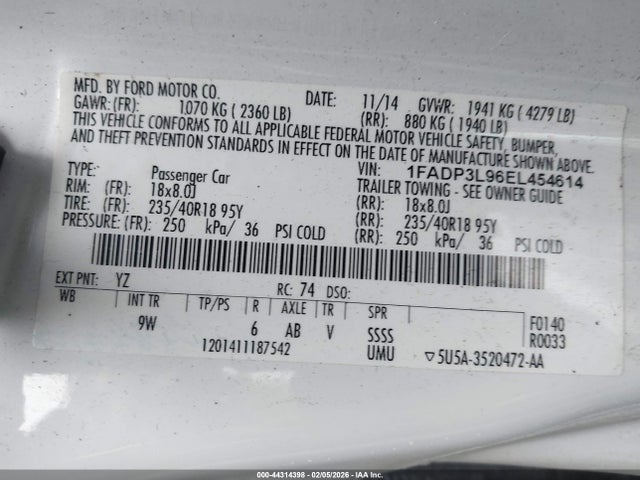 MFD. BY FORD MOTOR CO. DATE: 11/14 GVWR: 1941 KG ( 4279 LB)
GAWR: (FR): 1070 KG ( 2360 LB) (RR): 880 KG ( 1940 LB)
THIS VEHICLE CONFORMS TO ALL APPLICABLE FEDERAL MOTOR VEHICLE SAFETY, BUMPER,
AND THEFT PREVENTION STANDARDS IN EFFECT ON THE DATE OF MANUFACTURE SHOWN ABOVE.
VIN: 1FADP3L96EL454614
TYPE: Passenger Car TRAILER TOWING - SEE OWNER GUIDE
RIM: (FR): 18x8.0J (RR): 18x8.0J
TIRE: (FR): 235/40R18 95Y (RR): 235/40R18 95Y
PRESSURE: (FR): 250 kPa/ 36 PSI COLD (RR): 250 kPa/ 36 PSI COLD
EXT PNT: YZ RC: 74 DSO:
WB INT TR TP/PS R AXLE TR SPR F0140
9W 6 AB V SSSS R0033
1201411187542 UMU ▽5U5A-3520472-AA
000-44314398 - 02/05/2026 - IAA Inc.